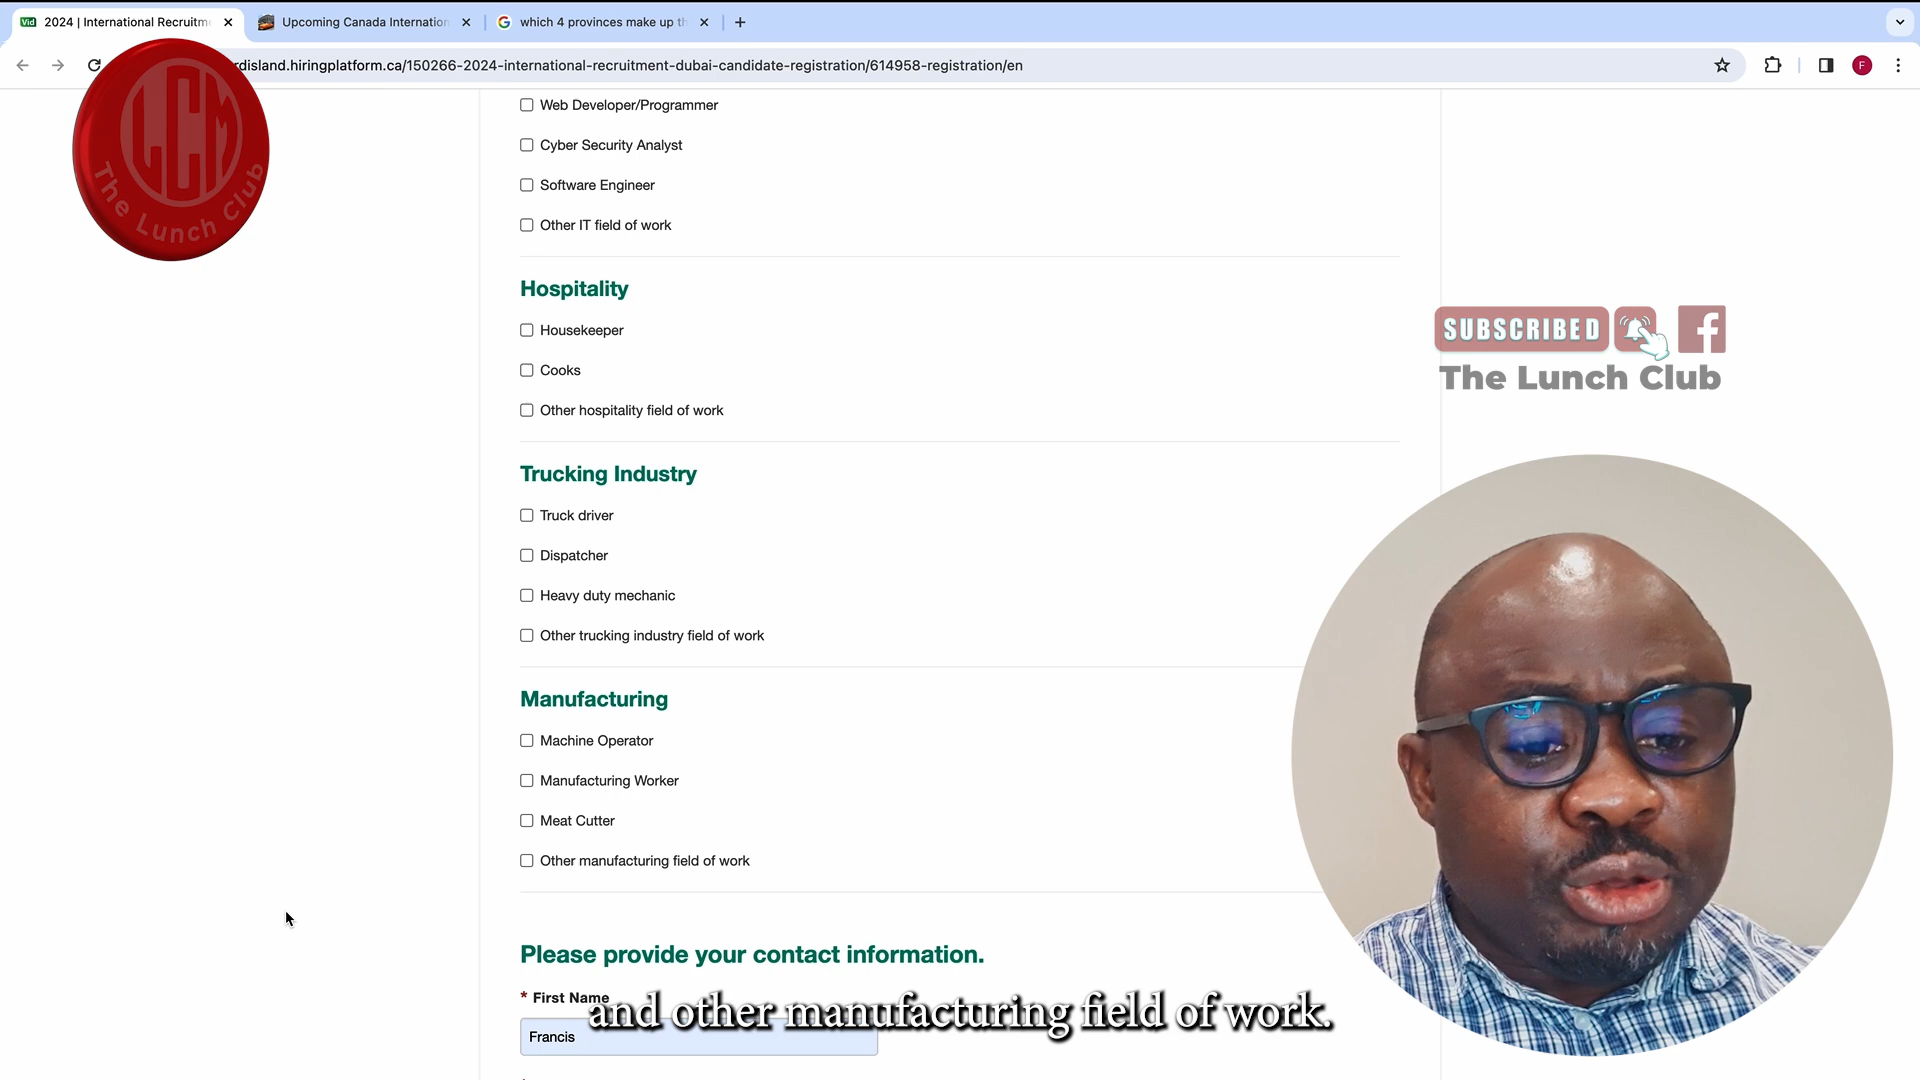 Vid 2024 | International Recruitm
Upcoming Canada Internation
which 4 provinces make up th
rdisland.hiringplatform.ca/150266-2024-international-recruitment-dubai-candidate-registration/614958-registration/en
F
LCM
The Lunch Club
Web Developer/Programmer
Cyber Security Analyst
Software Engineer
Other IT field of work
Hospitality
Housekeeper
Cooks
Other hospitality field of work
SUBSCRIBED
The Lunch Club
Trucking Industry
Truck driver
Dispatcher
Heavy duty mechanic
Other trucking industry field of work
Manufacturing
Machine Operator
Manufacturing Worker
Meat Cutter
Other manufacturing field of work
Please provide your contact information.
* First Name
and other manufacturing field of work.
Francis